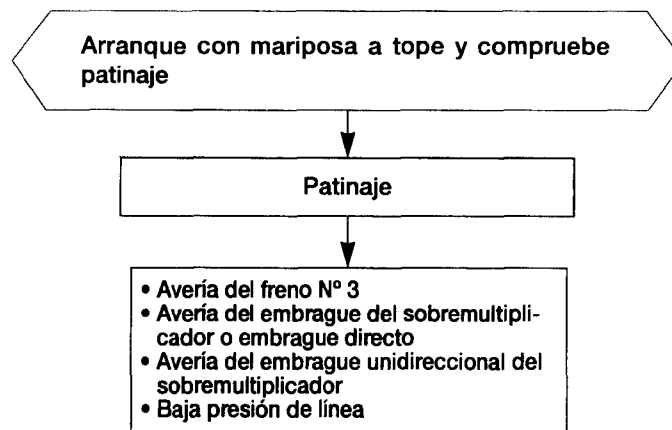 Arranque con mariposa a tope y compruebe
patinaje
Patinaje
• Avería del freno Nº 3
• Avería del embrague del sobremultipli-
cador o embrague directo
• Avería del embrague unidireccional del
sobremultiplicador
• Baja presión de línea